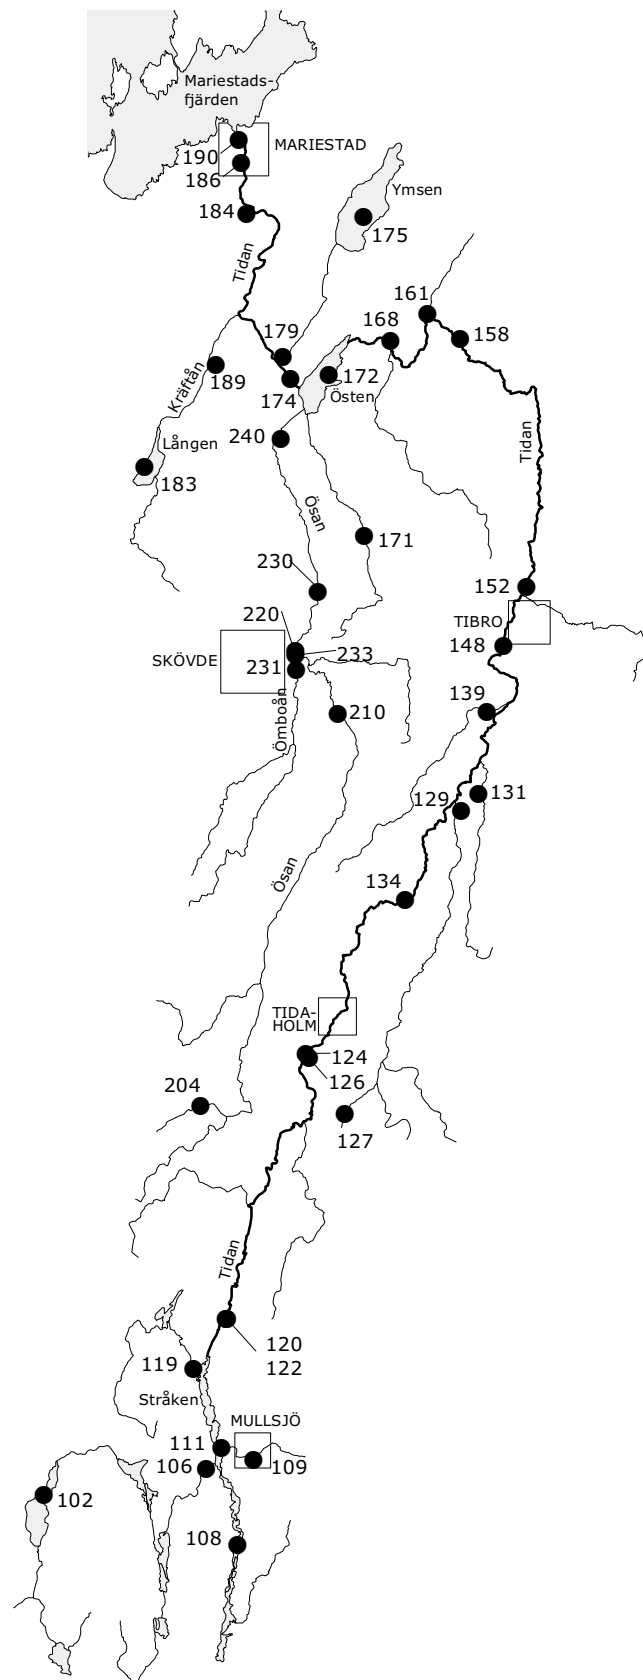 Mariestads-
fjärden
MARIESTAD
190
186
184
Ymsen
175
Tidan
161
168
158
179
189
172
174
Östen
Kräftån
Lången
183
240
Tidan
Ösan
171
230
152
220
TIBRO
SKÖVDE
233
148
231
Ömboån
210
139
129
131
Ösan
134
TIDA-
HOLM
124
126
204
127
Tidan
120
122
119
Stråken
MULLSJÖ
111
106
109
102
108